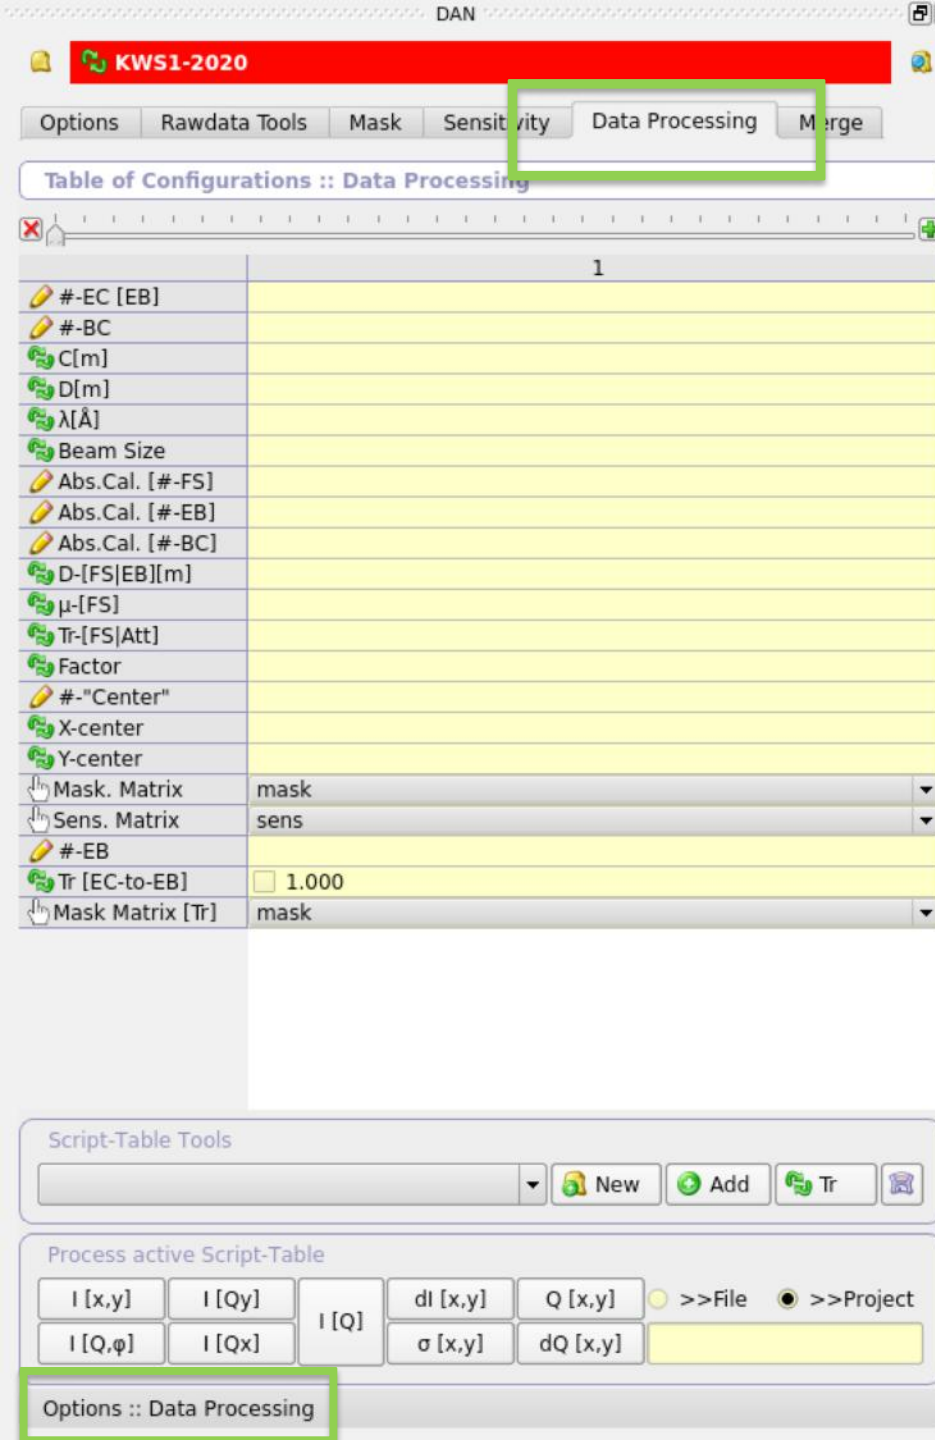 DAN
KWS1-2020
Options Rawdata Tools Mask Sensitivity Data Processing Merge
Table of Configurations :: Data Processing
1
#-EC [EB]
#-BC
C[m]
D[m]
λ[Å]
Beam Size
Abs.Cal. [#-FS]
Abs.Cal. [#-EB]
Abs.Cal. [#-BC]
D-[FS|EB][m]
μ-[FS]
Tr-[FS|Att]
Factor
#-"Center"
X-center
Y-center
Mask. Matrix mask
Sens. Matrix sens
#-EB
Tr [EC-to-EB] 1.000
Mask Matrix [Tr] mask
Script-Table Tools
New Add Tr
Process active Script-Table
I [x,y] I [Qy] I [Q] dI [x,y] Q [x,y] >>File >>Project
I [Q,φ] I [Qx] σ [x,y] dQ [x,y]
Options :: Data Processing